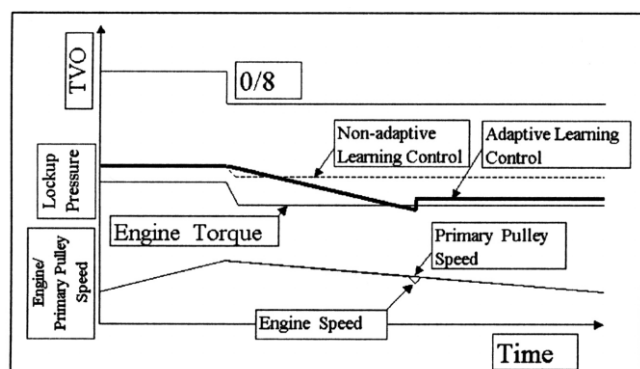 TVO
0/8
Non-adaptive
Learning Control
Adaptive Learning
Control
Lockup
Pressure
Engine Torque
Primary Pulley
Speed
Engine/
Primary Pulley
Speed
Engine Speed
Time